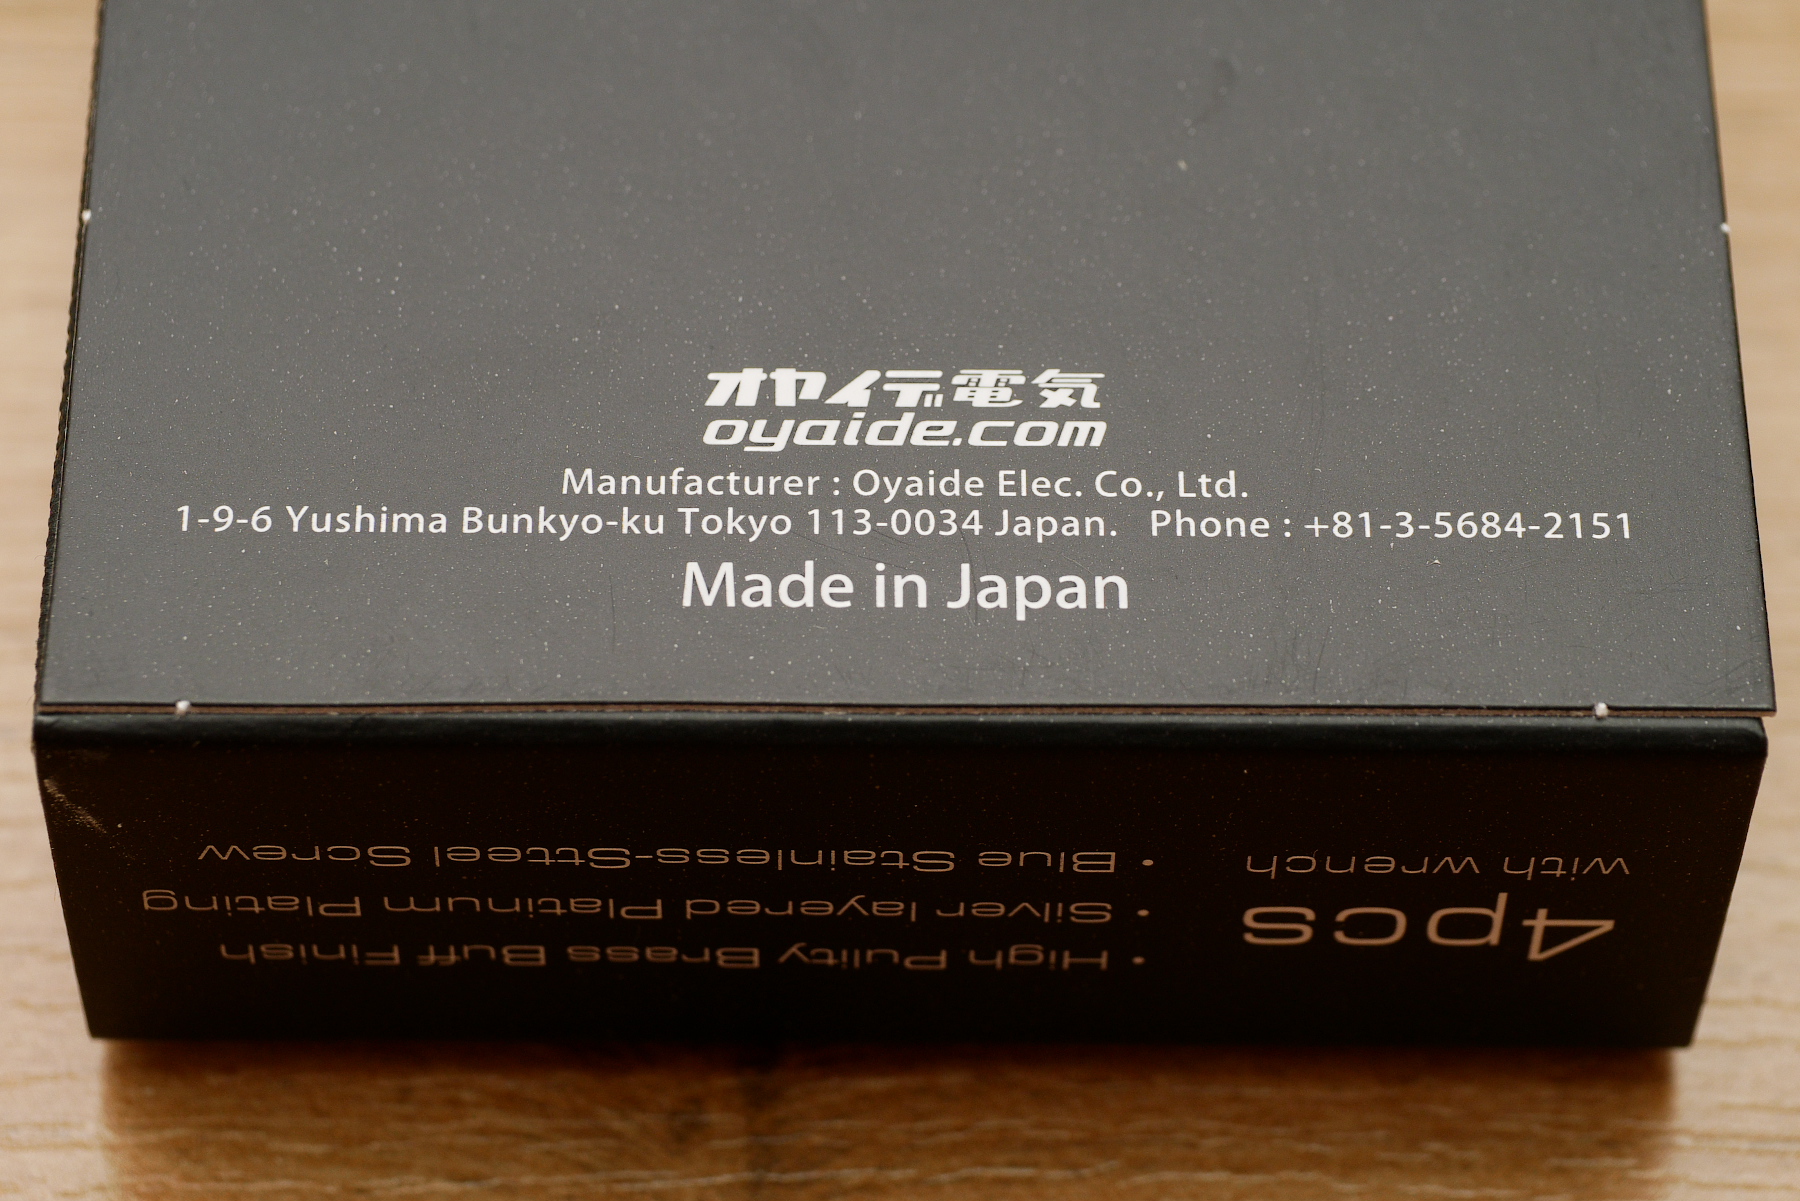 オヤイデ電気
oyaide.com
Manufacturer : Oyaide Elec. Co., Ltd.
1-9-6 Yushima Bunkyo-ku Tokyo 113-0034 Japan. Phone : +81-3-5684-2151
Made in Japan
4pcs
with wrench
• High Pulity Brass Buff Finish
• Silver layered Platinum Plating
• Blue Stainless-Stteel Screw